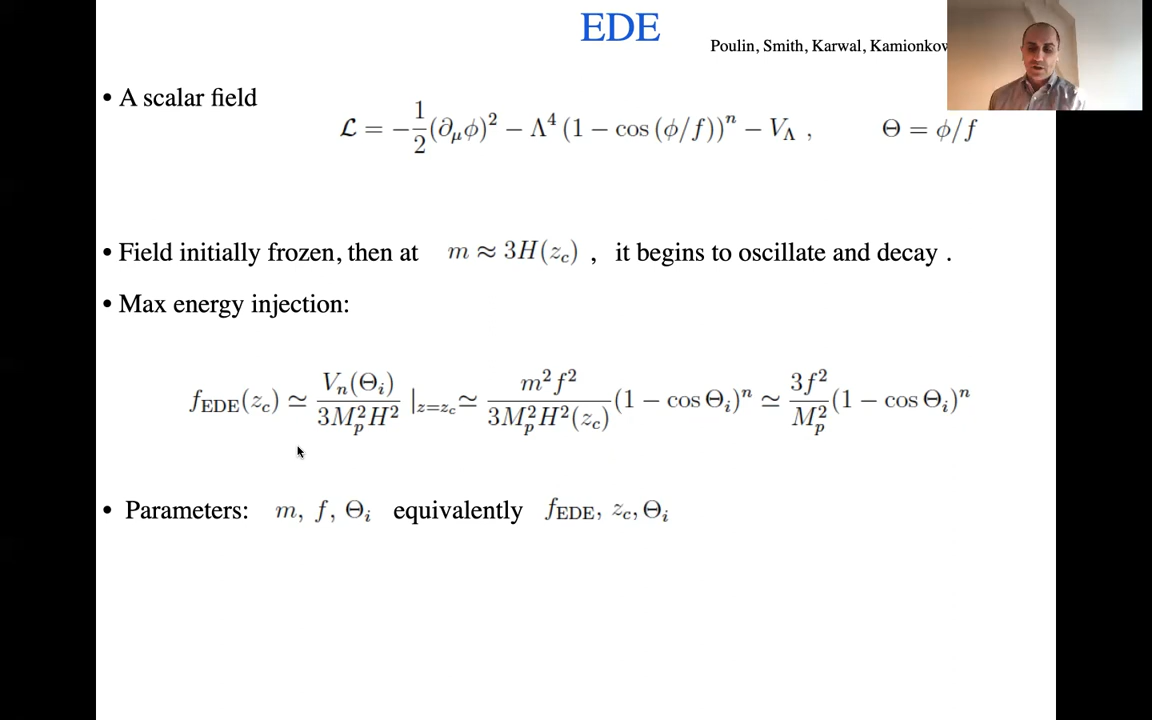 EDE
Poulin, Smith, Karwal,
• A scalar field
ℒ = −1/2(∂_μφ)² − Λ⁴ (1 − cos (φ/f))ⁿ − V_Λ , Θ = φ/f
• Field initially frozen, then at m ≈ 3H(z_c) , it begins to oscillate and decay .
• Max energy injection:
f_EDE(z_c) ≃ V_n(Θ_i)/3M_p²H² |_{z=z_c} ≃ m²f²/3M_p²H²(z_c) (1 − cos Θ_i)ⁿ ≃ 3f²/M_p² (1 − cos Θ_i)ⁿ
• Parameters: m, f, Θ_i equivalently f_EDE, z_c, Θ_i